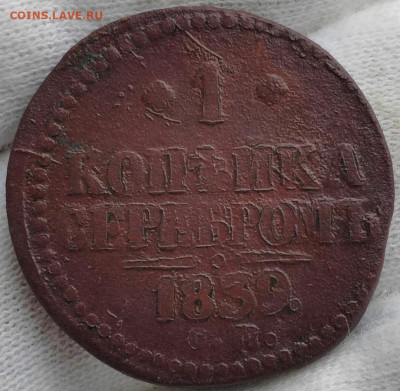 COINS.LAVE.RU
1
КОПѢЙКА
СЕРЕБРОМЪ
1839.